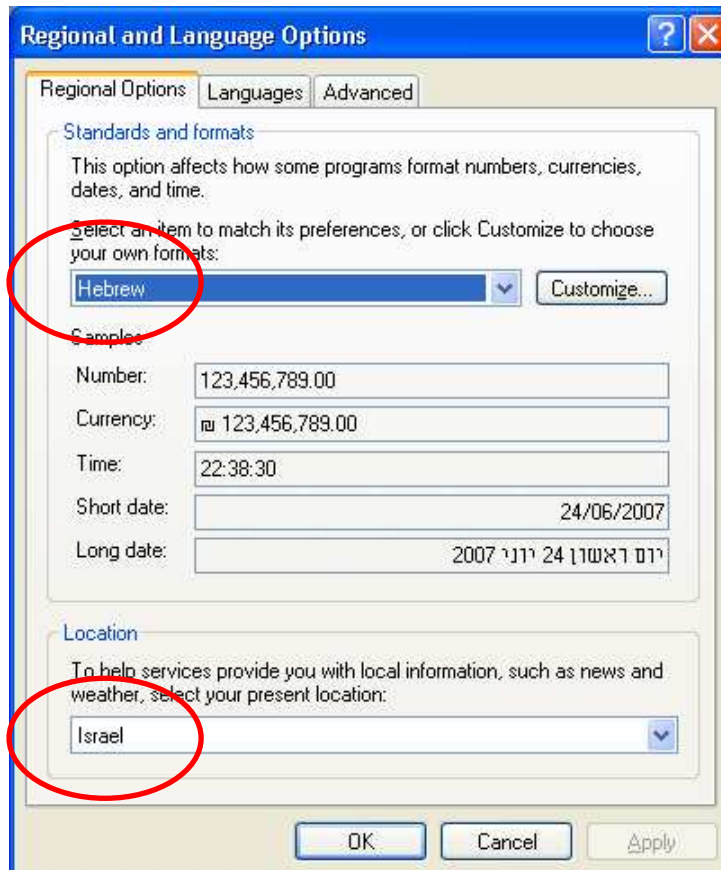 Regional and Language Options
Regional Options
Languages
Advanced
Standards and formats
This option affects how some programs format numbers, currencies,
dates, and time.
Select an item to match its preferences, or click Customize to choose
your own formats:
Hebrew
Customize...
Samples
Number:
123,456,789.00
Currency:
₪ 123,456,789.00
Time:
22:38:30
Short date:
24/06/2007
Long date:
יום ראשון 24 יוני 2007
Location
To help services provide you with local information, such as news and
weather, select your present location:
Israel
OK
Cancel
Apply